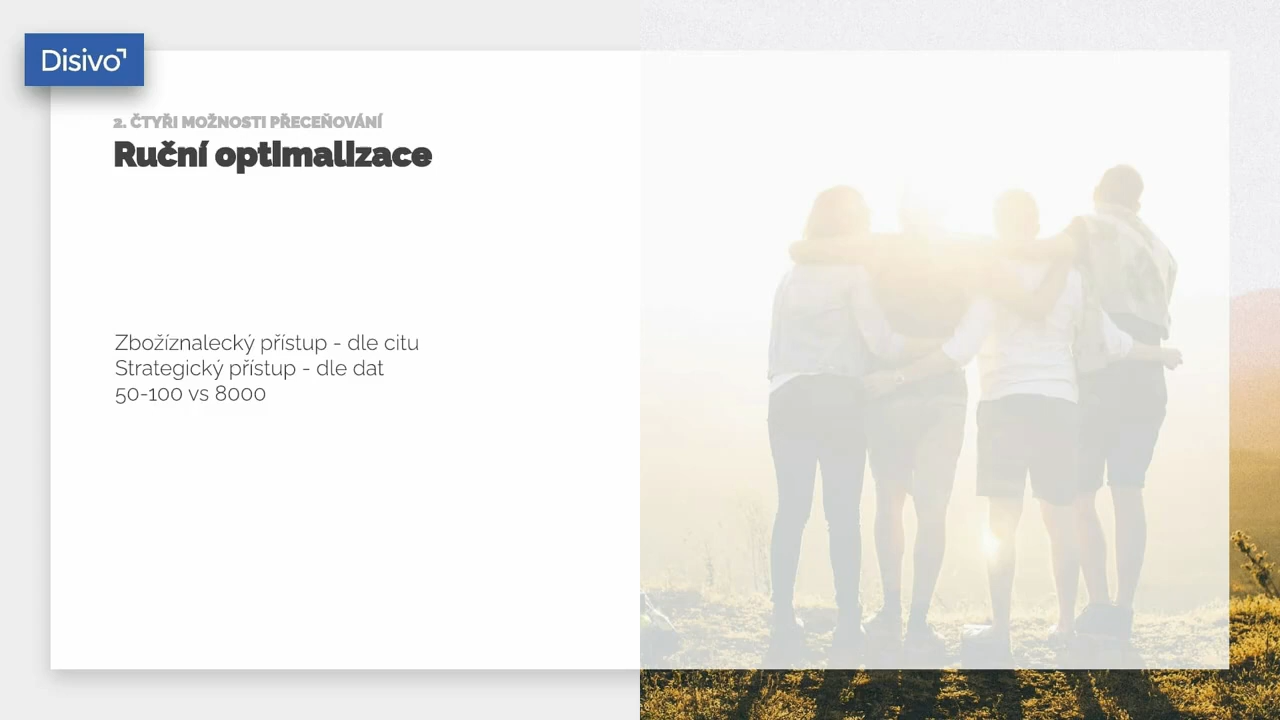 Disivo
2. ČTYŘI MOŽNOSTI PŘECEŇOVÁNÍ
Ruční optimalizace
Zbožíznalecký přístup - dle citu
Strategický přístup - dle dat
50-100 vs 8000